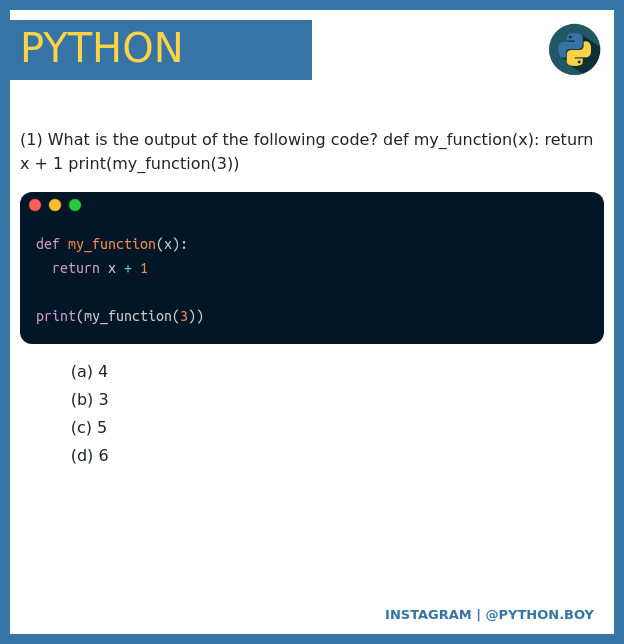 PYTHON
(1) What is the output of the following code? def my_function(x): return
x + 1 print(my_function(3))
def my_function(x):
  return x + 1
print(my_function(3))
(a) 4
(b) 3
(c) 5
(d) 6
INSTAGRAM | @PYTHON.BOY